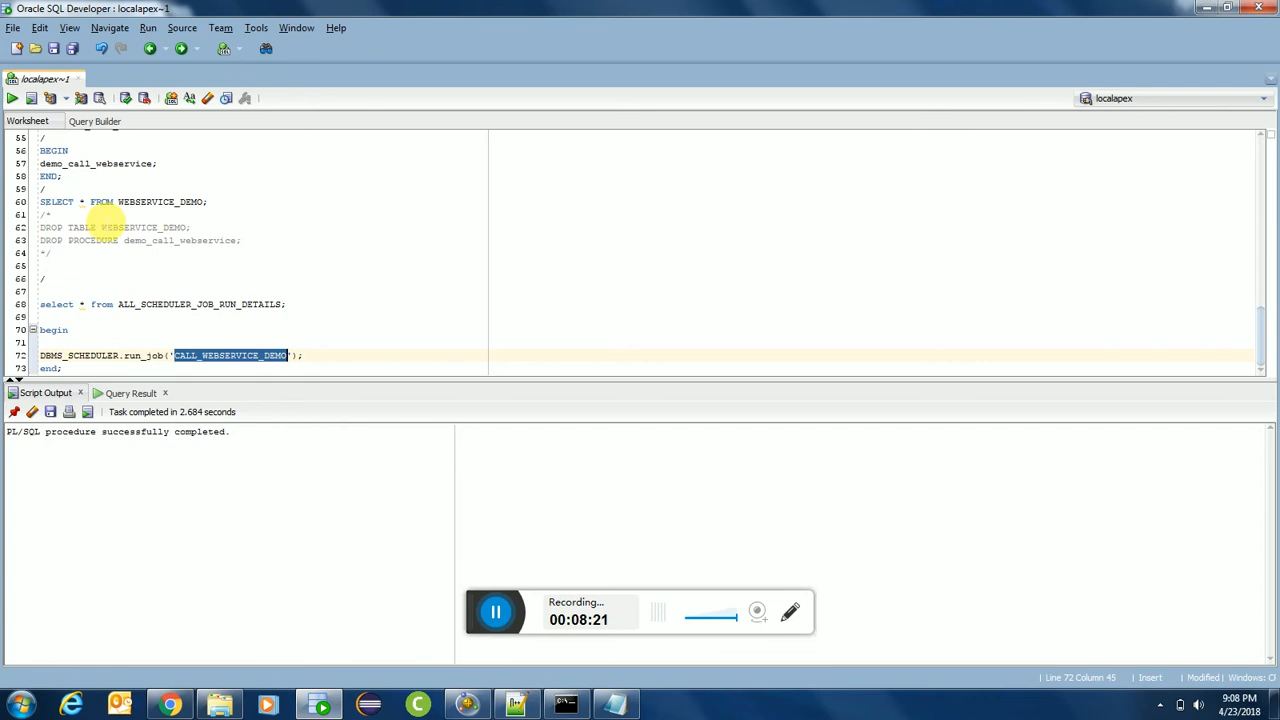 Oracle SQL Developer : localapex~1
File Edit View Navigate Run Source Team Tools Window Help
localapex~1
localapex
Worksheet Query Builder
55 /
56 BEGIN
57 demo_call_webservice;
58 END;
59 /
60 SELECT * FROM WEBSERVICE_DEMO;
61 /*
62 DROP TABLE WEBSERVICE_DEMO;
63 DROP PROCEDURE demo_call_webservice;
64 */
65
66 /
67
68 select * from ALL_SCHEDULER_JOB_RUN_DETAILS;
69
70 begin
71
72 DBMS_SCHEDULER.run_job('CALL_WEBSERVICE_DEMO');
73 end;
Script Output Query Result
Task completed in 2.684 seconds
PL/SQL procedure successfully completed.
Recording...
00:08:21
Line 72 Column 45 Insert Modified Windows: C
9:08 PM
4/23/2018